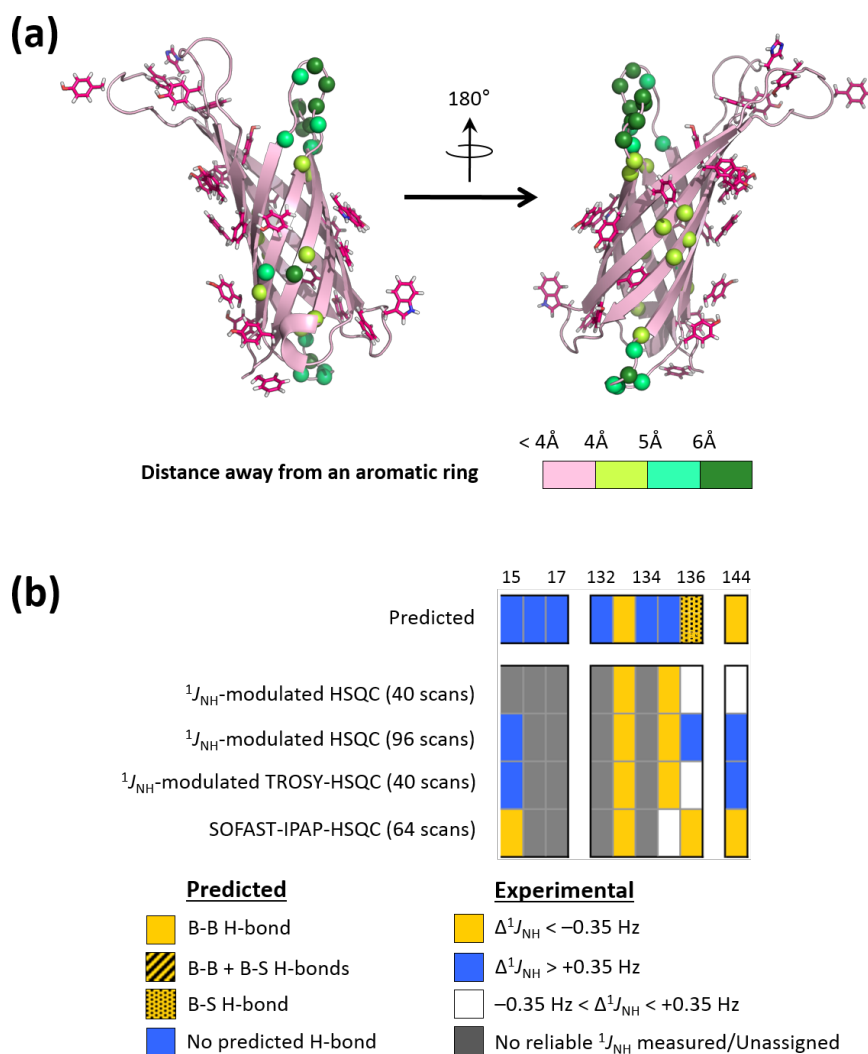 (a)
180°
< 4Å 4Å 5Å 6Å
Distance away from an aromatic ring
(b)
15 17 132 134 136 144
Predicted
¹J_NH-modulated HSQC (40 scans)
¹J_NH-modulated HSQC (96 scans)
¹J_NH-modulated TROSY-HSQC (40 scans)
SOFAST-IPAP-HSQC (64 scans)
Predicted
B-B H-bond
B-B + B-S H-bonds
B-S H-bond
No predicted H-bond
Experimental
Δ¹J_NH < –0.35 Hz
Δ¹J_NH > +0.35 Hz
–0.35 Hz < Δ¹J_NH < +0.35 Hz
No reliable ¹J_NH measured/Unassigned